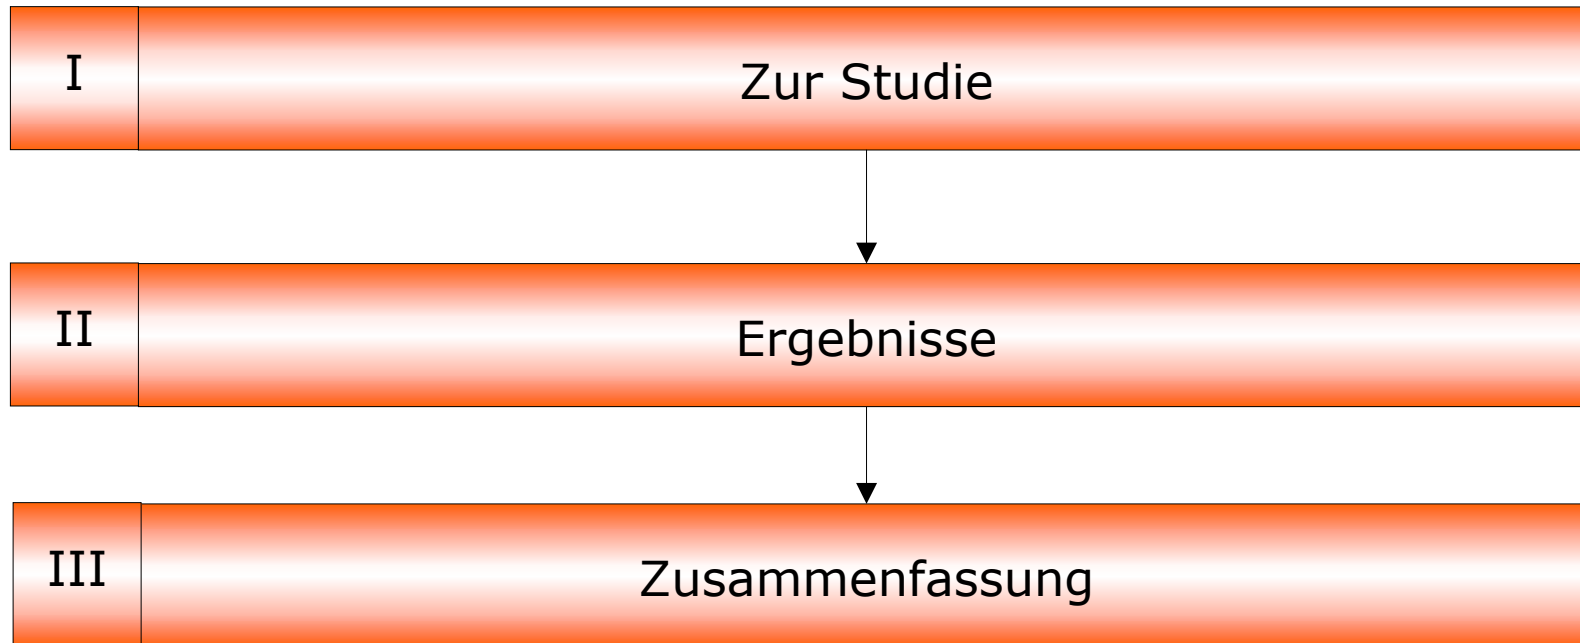 I
Zur Studie
II
Ergebnisse
III
Zusammenfassung